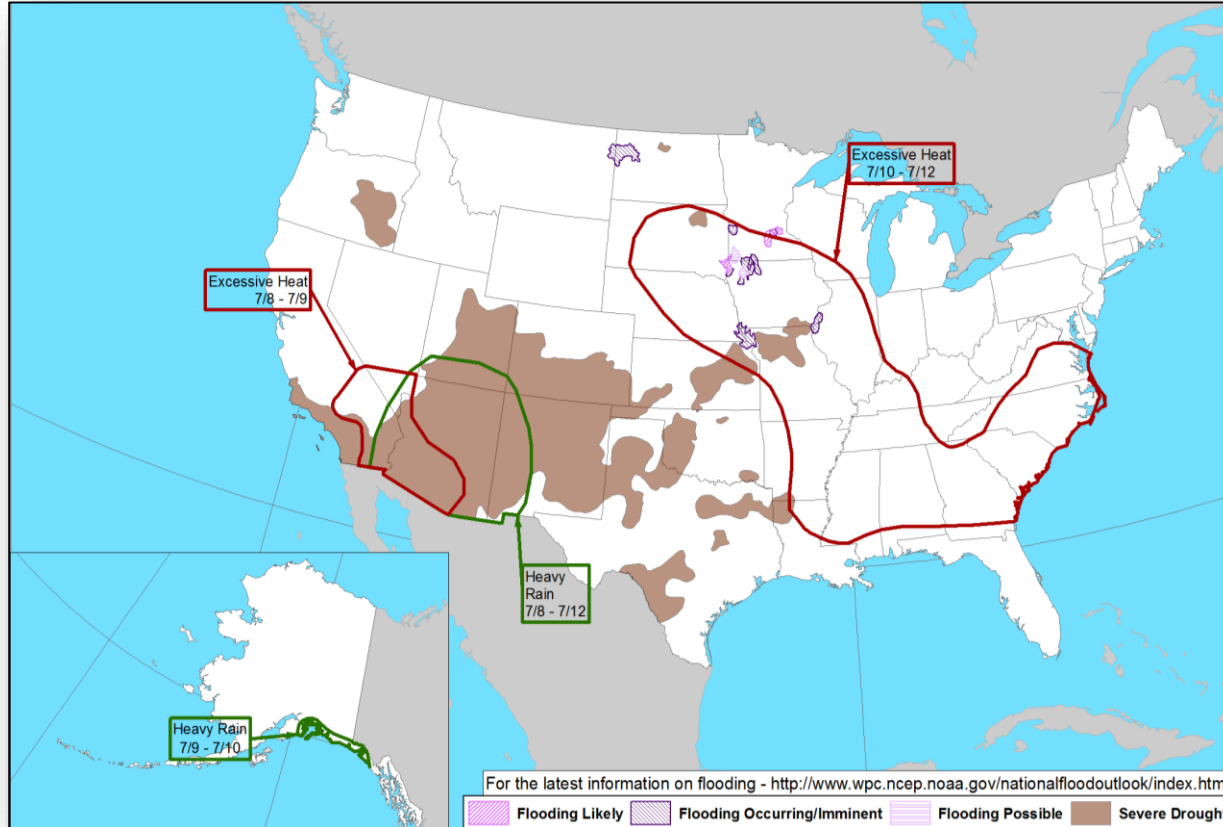 Excessive Heat
7/10 - 7/12
Excessive Heat
7/8 - 7/9
Heavy
Rain
7/8 - 7/12
Heavy Rain
7/9 - 7/10
For the latest information on flooding - http://www.wpc.ncep.noaa.gov/nationalfloodoutlook/index.htm
Flooding Likely Flooding Occurring/Imminent Flooding Possible Severe Drought